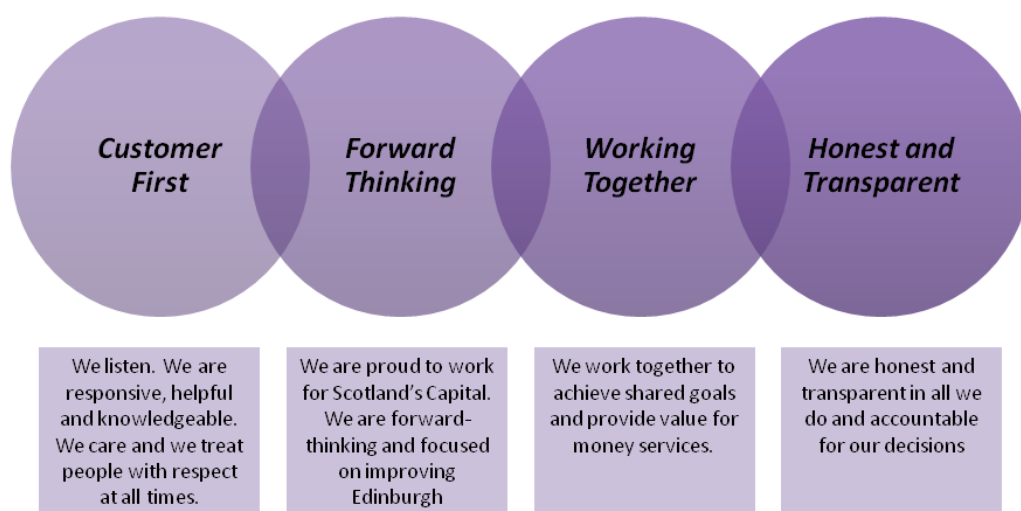 Customer
First
Forward
Thinking
Working
Together
Honest and
Transparent
We listen. We are
responsive, helpful
and knowledgeable.
We care and we treat
people with respect
at all times.
We are proud to work
for Scotland's Capital.
We are forward-
thinking and focused
on improving
Edinburgh
We work together to
achieve shared goals
and provide value for
money services.
We are honest and
transparent in all we
do and accountable
for our decisions